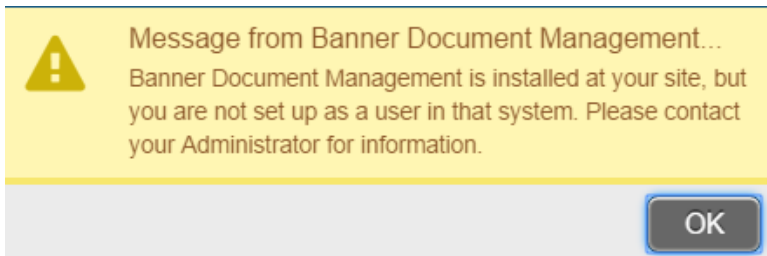 Message from Banner Document Management...
Banner Document Management is installed at your site, but
you are not set up as a user in that system. Please contact
your Administrator for information.
OK